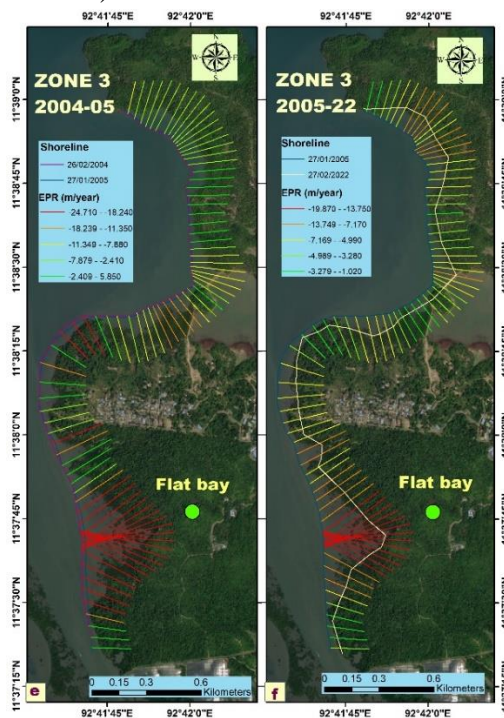 92°41'45"E 92°42'0"E 92°41'45"E 92°42'0"E
N
W E
S
N
W E
S
ZONE 3
2004-05
Shoreline
26/02/2004
27/01/2005
EPR (m/year)
24.710 - -18.240
-18.239 - -11.350
-11.349 - -7.880
-7.879 - -2.410
-2.409 - 5.850
Flat bay
e
0 0.15 0.3 0.6
Kilometers
ZONE 3
2005-22
Shoreline
27/01/2005
27/02/2022
EPR (m/year)
-19.870 - -13.750
-13.749 - -7.170
-7.169 - -4.990
-4.989 - -3.280
-3.279 - -1.020
Flat bay
f
0 0.15 0.3 0.6
Kilometers
11°39'0"N
11°38'45"N
11°38'30"N
11°38'15"N
11°38'0"N
11°37'45"N
11°37'30"N
11°37'15"N
92°41'45"E 92°42'0"E 92°41'45"E 92°42'0"E